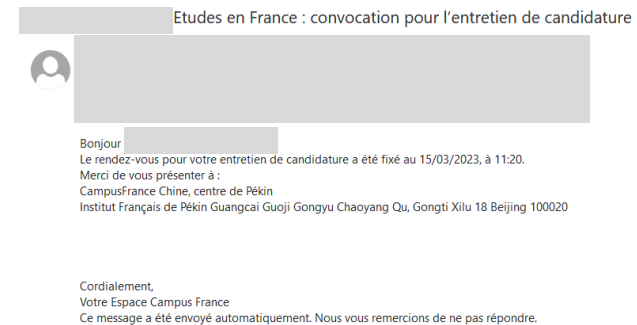 Etudes en France : convocation pour l’entretien de candidature
Bonjour
Le rendez-vous pour votre entretien de candidature a été fixé au 15/03/2023, à 11:20.
Merci de vous présenter à :
CampusFrance Chine, centre de Pékin
Institut Français de Pékin Guangcai Guoji Gongyu Chaoyang Qu, Gongti Xilu 18 Beijing 100020
Cordialement,
Votre Espace Campus France
Ce message a été envoyé automatiquement. Nous vous remercions de ne pas répondre.